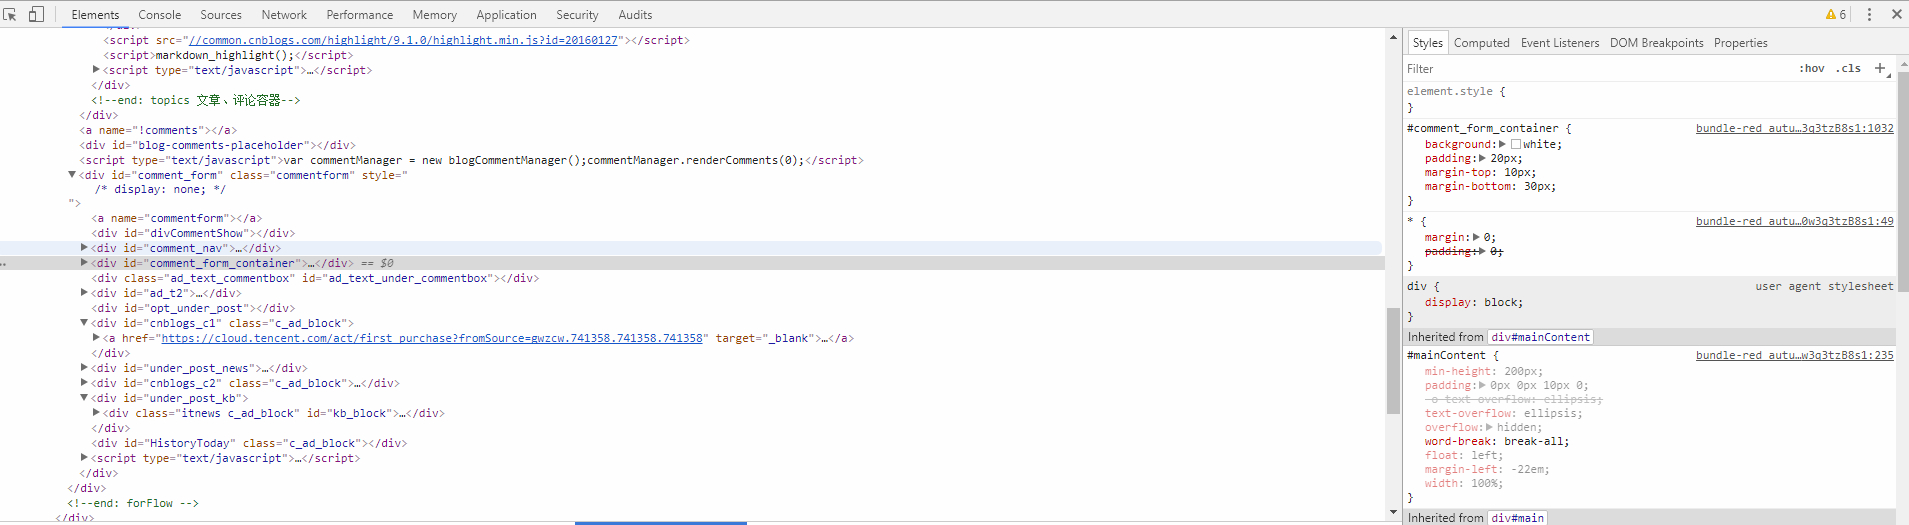 Elements Console Sources Network Performance Memory Application Security Audits 6
<script src="//common.cnblogs.com/highlight/9.1.0/highlight.min.js?id=20160127"></script>
<script>markdown_highlight();</script>
<script type="text/javascript">…</script>
</div>
<!--end: topics 文章、评论容器-->
</div>
<a name="!comments"></a>
<div id="blog-comments-placeholder"></div>
<script type="text/javascript">var commentManager = new blogCommentManager();commentManager.renderComments(0);</script>
<div id="comment_form" class="commentform" style="
/* display: none; */
">
<a name="commentform"></a>
<div id="divCommentShow"></div>
<div id="comment_nav">…</div>
<div id="comment_form_container">…</div> == $0
<div class="ad_text_commentbox" id="ad_text_under_commentbox"></div>
<div id="ad_t2">…</div>
<div id="opt_under_post"></div>
<div id="cnblogs_c1" class="c_ad_block">
<a href="https://cloud.tencent.com/act/first_purchase?fromSource=gwzcw.741358.741358.741358" target="_blank">…</a>
</div>
<div id="under_post_news">…</div>
<div id="cnblogs_c2" class="c_ad_block">…</div>
<div id="under_post_kb">
<div class="itnews c_ad_block" id="kb_block">…</div>
</div>
<div id="HistoryToday" class="c_ad_block"></div>
<script type="text/javascript">…</script>
</div>
</div>
<!--end: forFlow -->
</div>
Styles Computed Event Listeners DOM Breakpoints Properties
Filter :hov .cls +
element.style {
}
#comment_form_container { bundle-red_autu…3q3tzB8s1:1032
background: white;
padding: 20px;
margin-top: 10px;
margin-bottom: 30px;
}
* { bundle-red_autu…0w3q3tzB8s1:49
margin: 0;
padding: 0;
}
div { user agent stylesheet
display: block;
}
Inherited from div#mainContent
#mainContent { bundle-red_autu…w3q3tzB8s1:235
min-height: 200px;
padding: 0px 0px 10px 0;
-o-text-overflow: ellipsis;
text-overflow: ellipsis;
overflow: hidden;
word-break: break-all;
float: left;
margin-left: -22em;
width: 100%;
}
Inherited from div#main